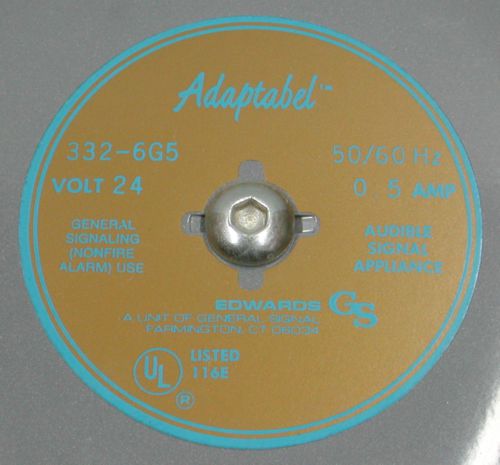 Adaptabel™
332-6G5 50/60 Hz
VOLT 24 0.5 AMP
GENERAL
SIGNALING
(NONFIRE
ALARM) USE
AUDIBLE
SIGNAL
APPLIANCE
EDWARDS GS
A UNIT OF GENERAL SIGNAL
FARMINGTON, CT 06034
UL ®
LISTED
116E